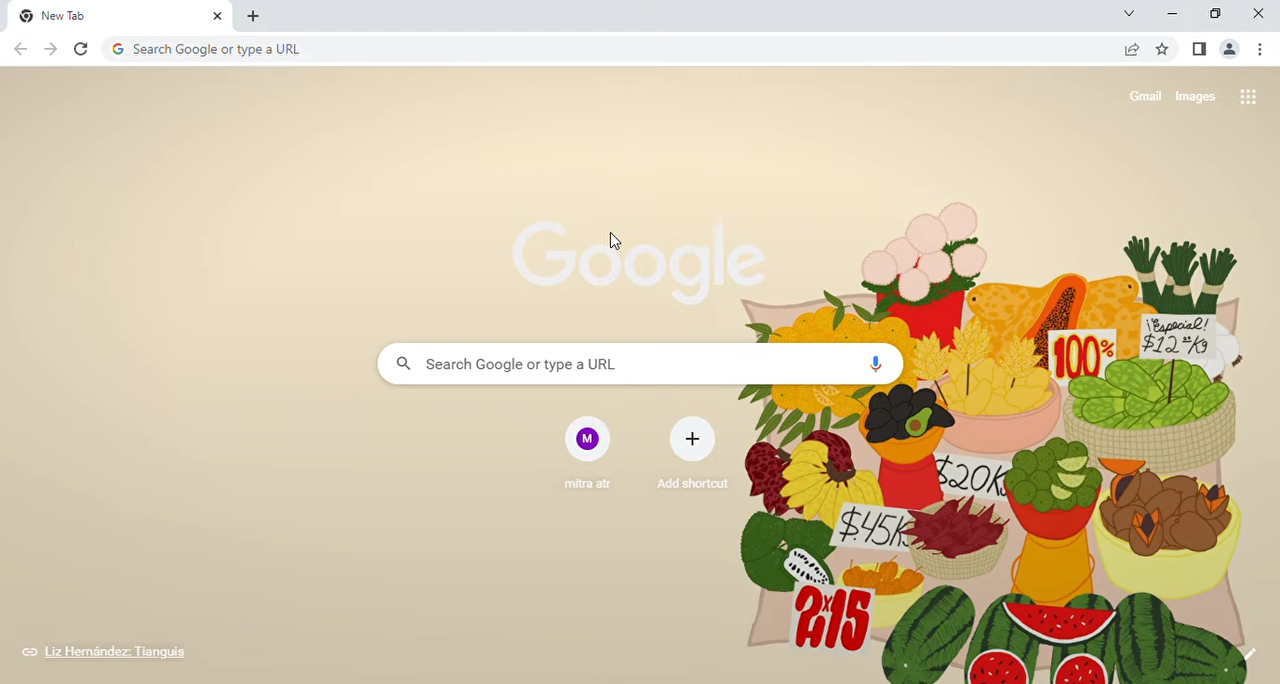 New Tab
Search Google or type a URL
Gmail Images
Google
Search Google or type a URL
M
mitra atr
Add shortcut
¡Especial!
$12⁰⁰ Kg
100%
$20K
$45K
2x15
Liz Hernández: Tianguis